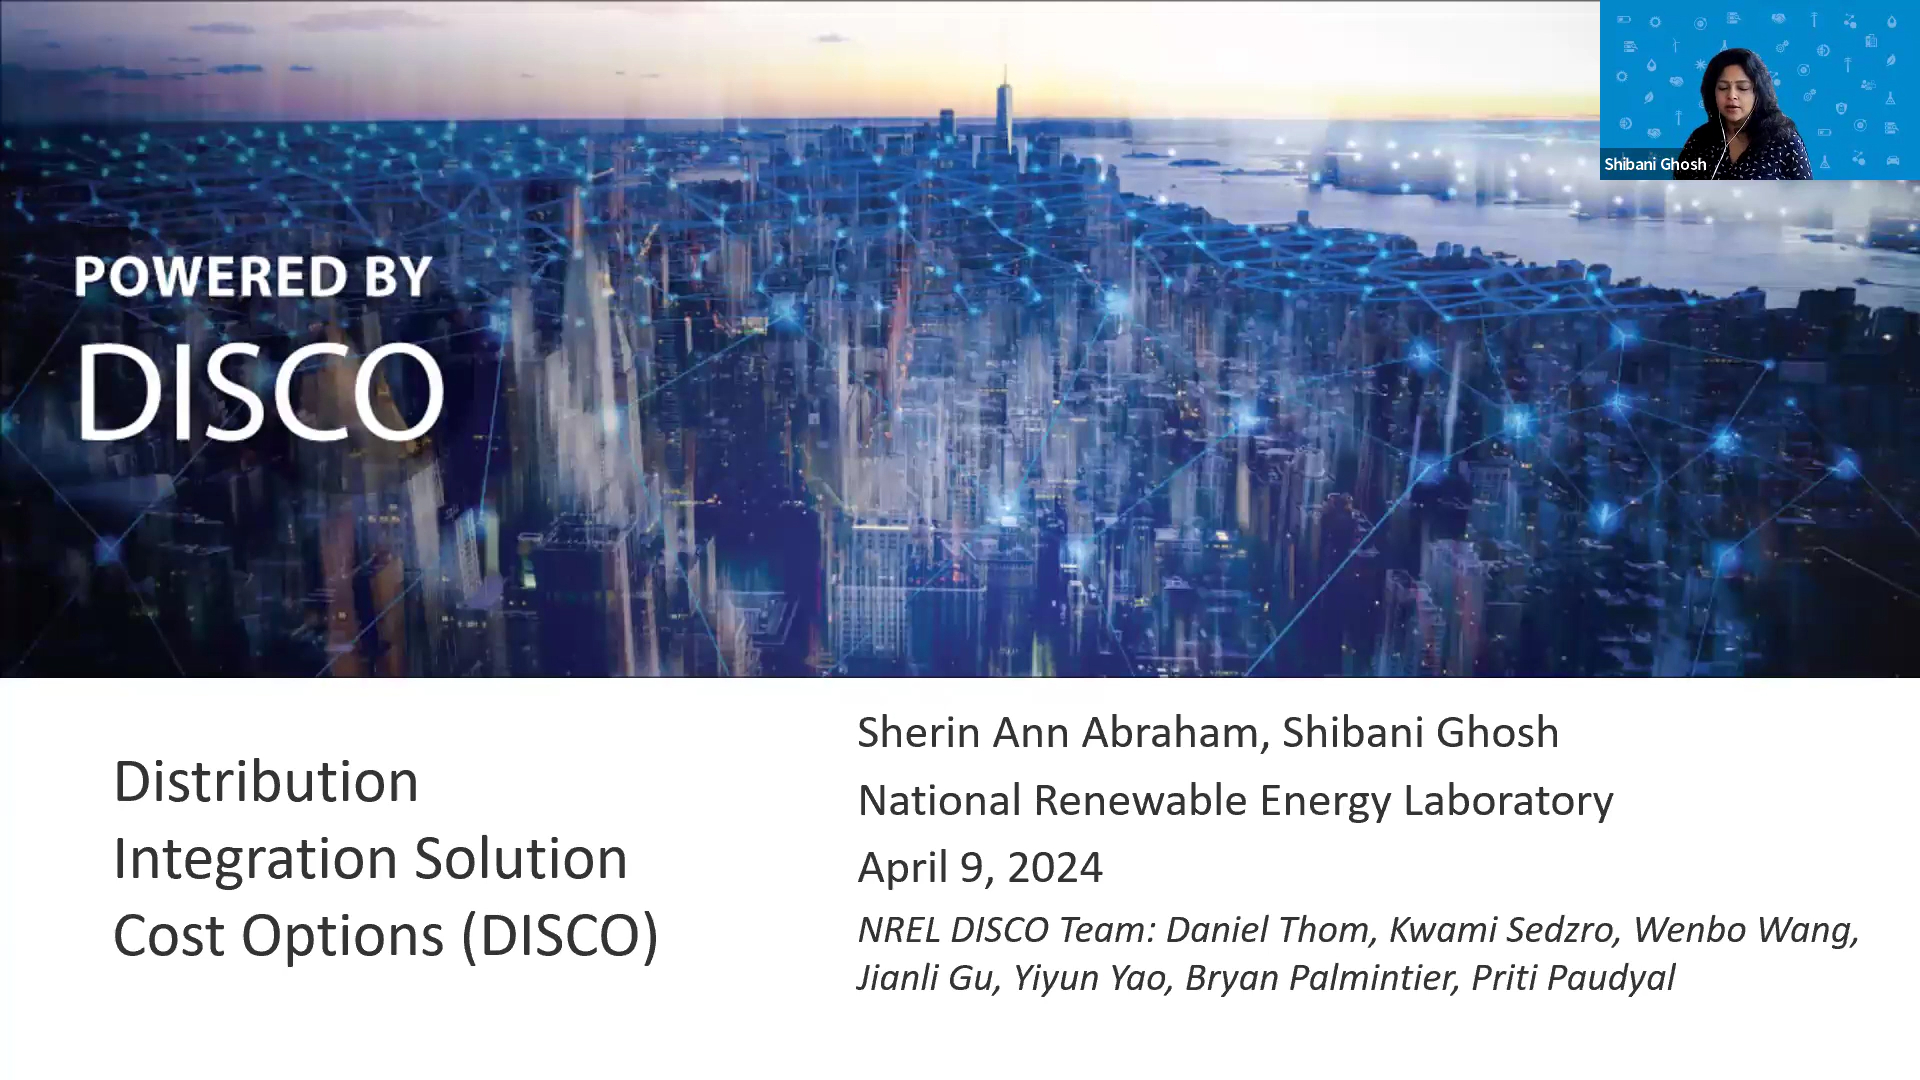 POWERED BY
DISCO
Shibani Ghosh
Distribution
Integration Solution
Cost Options (DISCO)
Sherin Ann Abraham, Shibani Ghosh
National Renewable Energy Laboratory
April 9, 2024
NREL DISCO Team: Daniel Thom, Kwami Sedzro, Wenbo Wang,
Jianli Gu, Yiyun Yao, Bryan Palmintier, Priti Paudyal